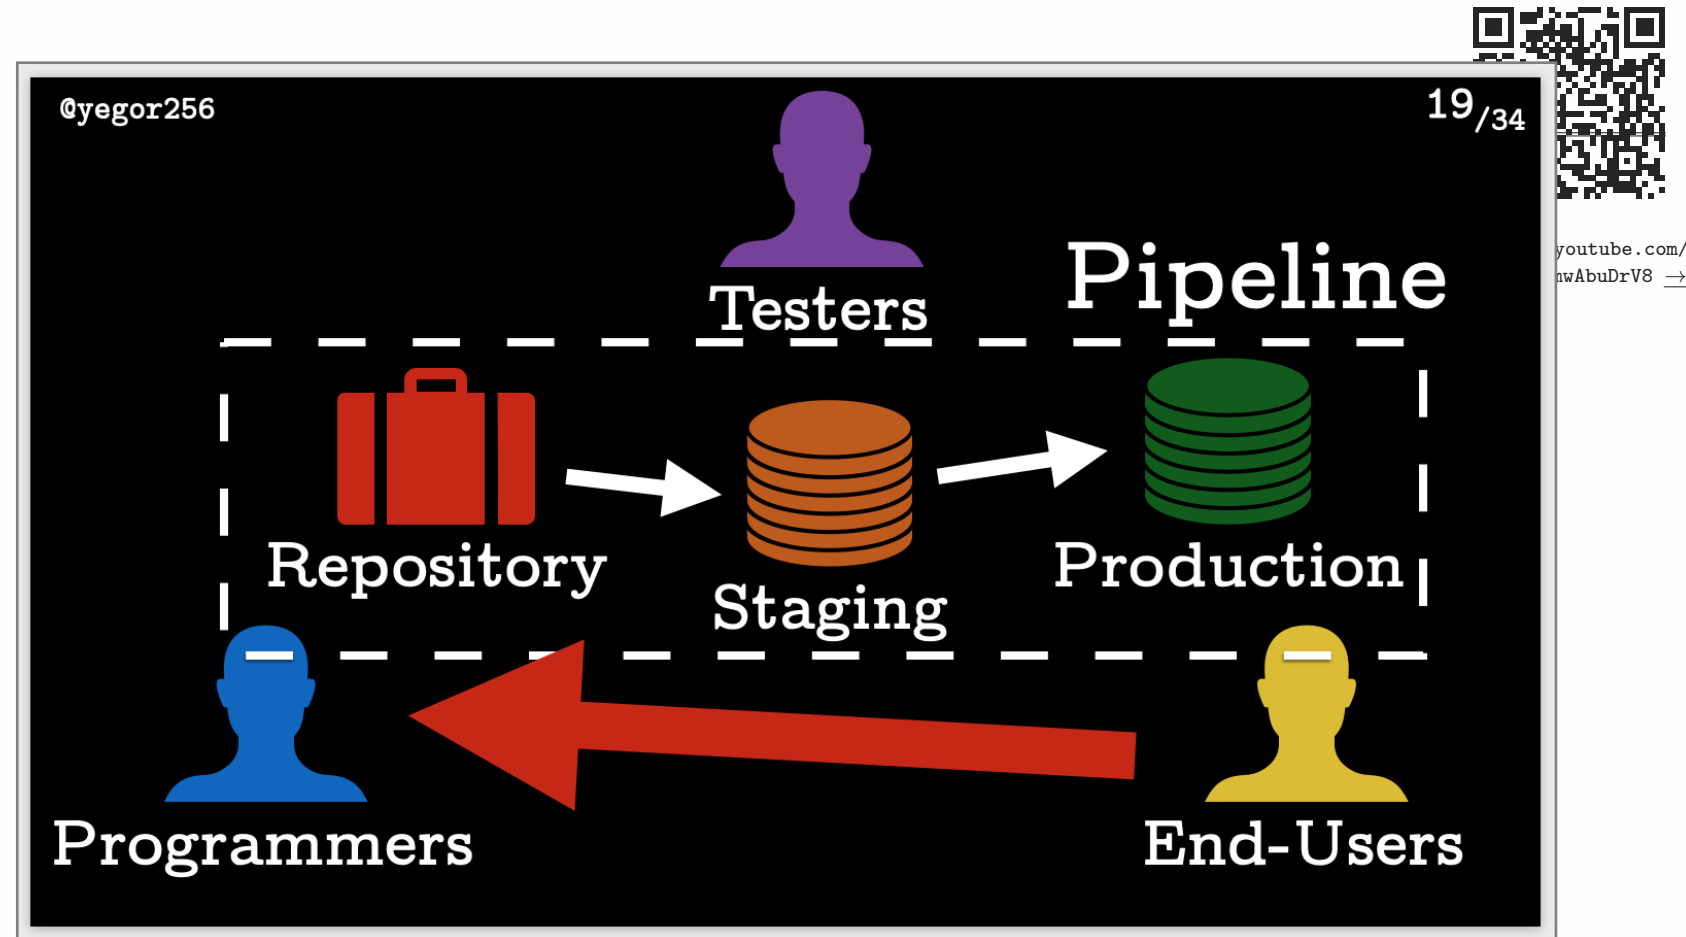 @yegor256
19/34
Testers
Pipeline
youtube.com/
wAbuDrV8 →
Repository
Staging
Production
Programmers
End-Users